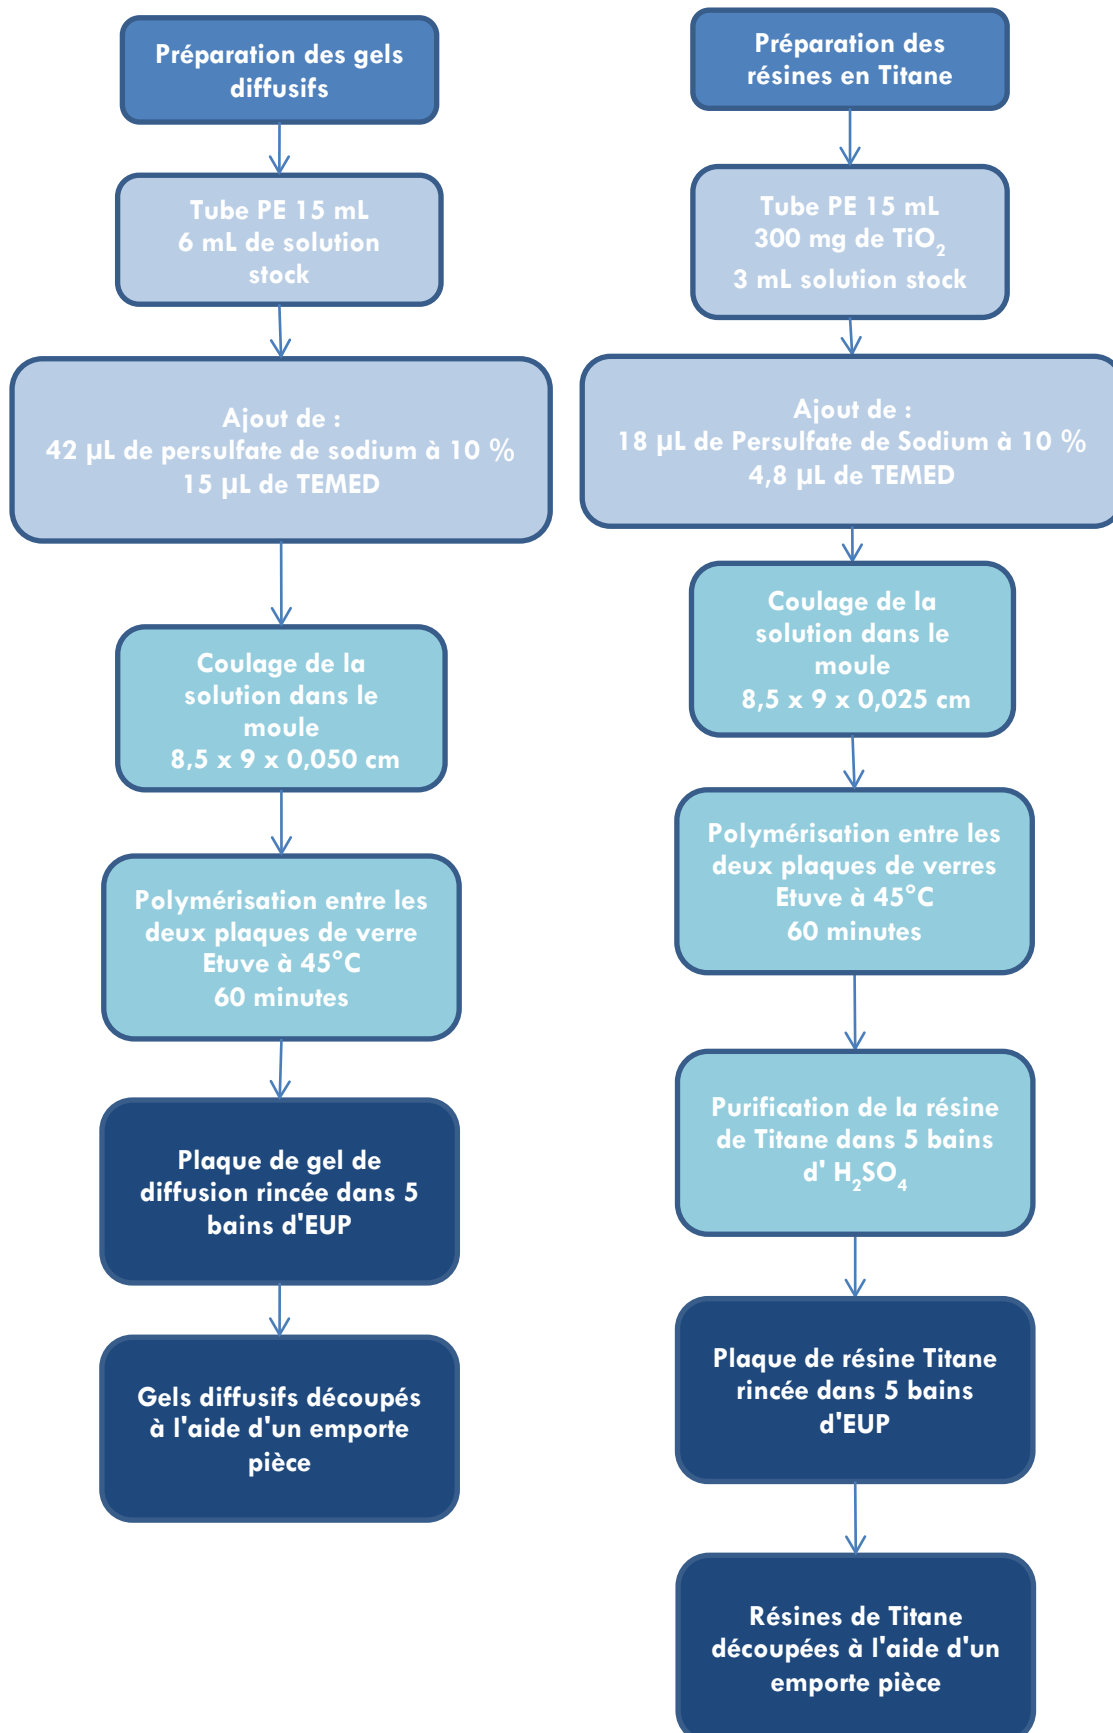 Préparation des gels
diffusifs
Tube PE 15 mL
6 mL de solution
stock
Ajout de :
42 µL de persulfate de sodium à 10 %
15 µL de TEMED
Coulage de la
solution dans le
moule
8,5 x 9 x 0,050 cm
Polymérisation entre les
deux plaques de verre
Etuve à 45°C
60 minutes
Plaque de gel de
diffusion rincée dans 5
bains d'EUP
Gels diffusifs découpés
à l'aide d'un emporte
pièce
Préparation des
résines en Titane
Tube PE 15 mL
300 mg de TiO₂
3 mL solution stock
Ajout de :
18 µL de Persulfate de Sodium à 10 %
4,8 µL de TEMED
Coulage de la
solution dans le
moule
8,5 x 9 x 0,025 cm
Polymérisation entre les
deux plaques de verres
Etuve à 45°C
60 minutes
Purification de la résine
de Titane dans 5 bains
d' H₂SO₄
Plaque de résine Titane
rincée dans 5 bains
d'EUP
Résines de Titane
découpées à l'aide d'un
emporte pièce